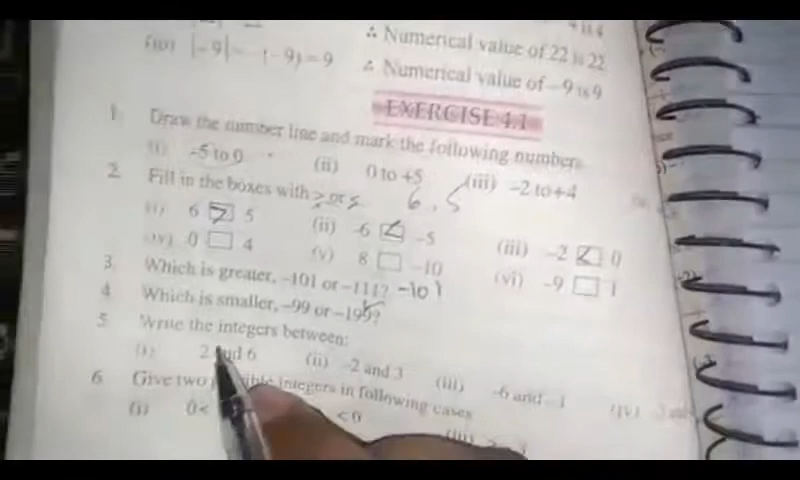 |-9| = -(-9) = 9
∴ Numerical value of 22 is 22
∴ Numerical value of -9 is 9
EXERCISE 4.1
1. Draw the number line and mark the following numbers
(i) -5 to 0 (ii) 0 to +5 (iii) -2 to +4
2. Fill in the boxes with > or < 6, 5
(i) 6 > 5 (ii) -6 < -5 (iii) -2 < 0
(iv) 0 □ 4 (v) 8 □ -10 (vi) -9 □ 1
3. Which is greater, -101 or -111? -101
4. Which is smaller, -99 or -199?
5. Write the integers between:
(i) 2 and 6 (ii) -2 and 3 (iii) -6 and
6. Give two integers in following cases
(i) 0< <0 (iii)